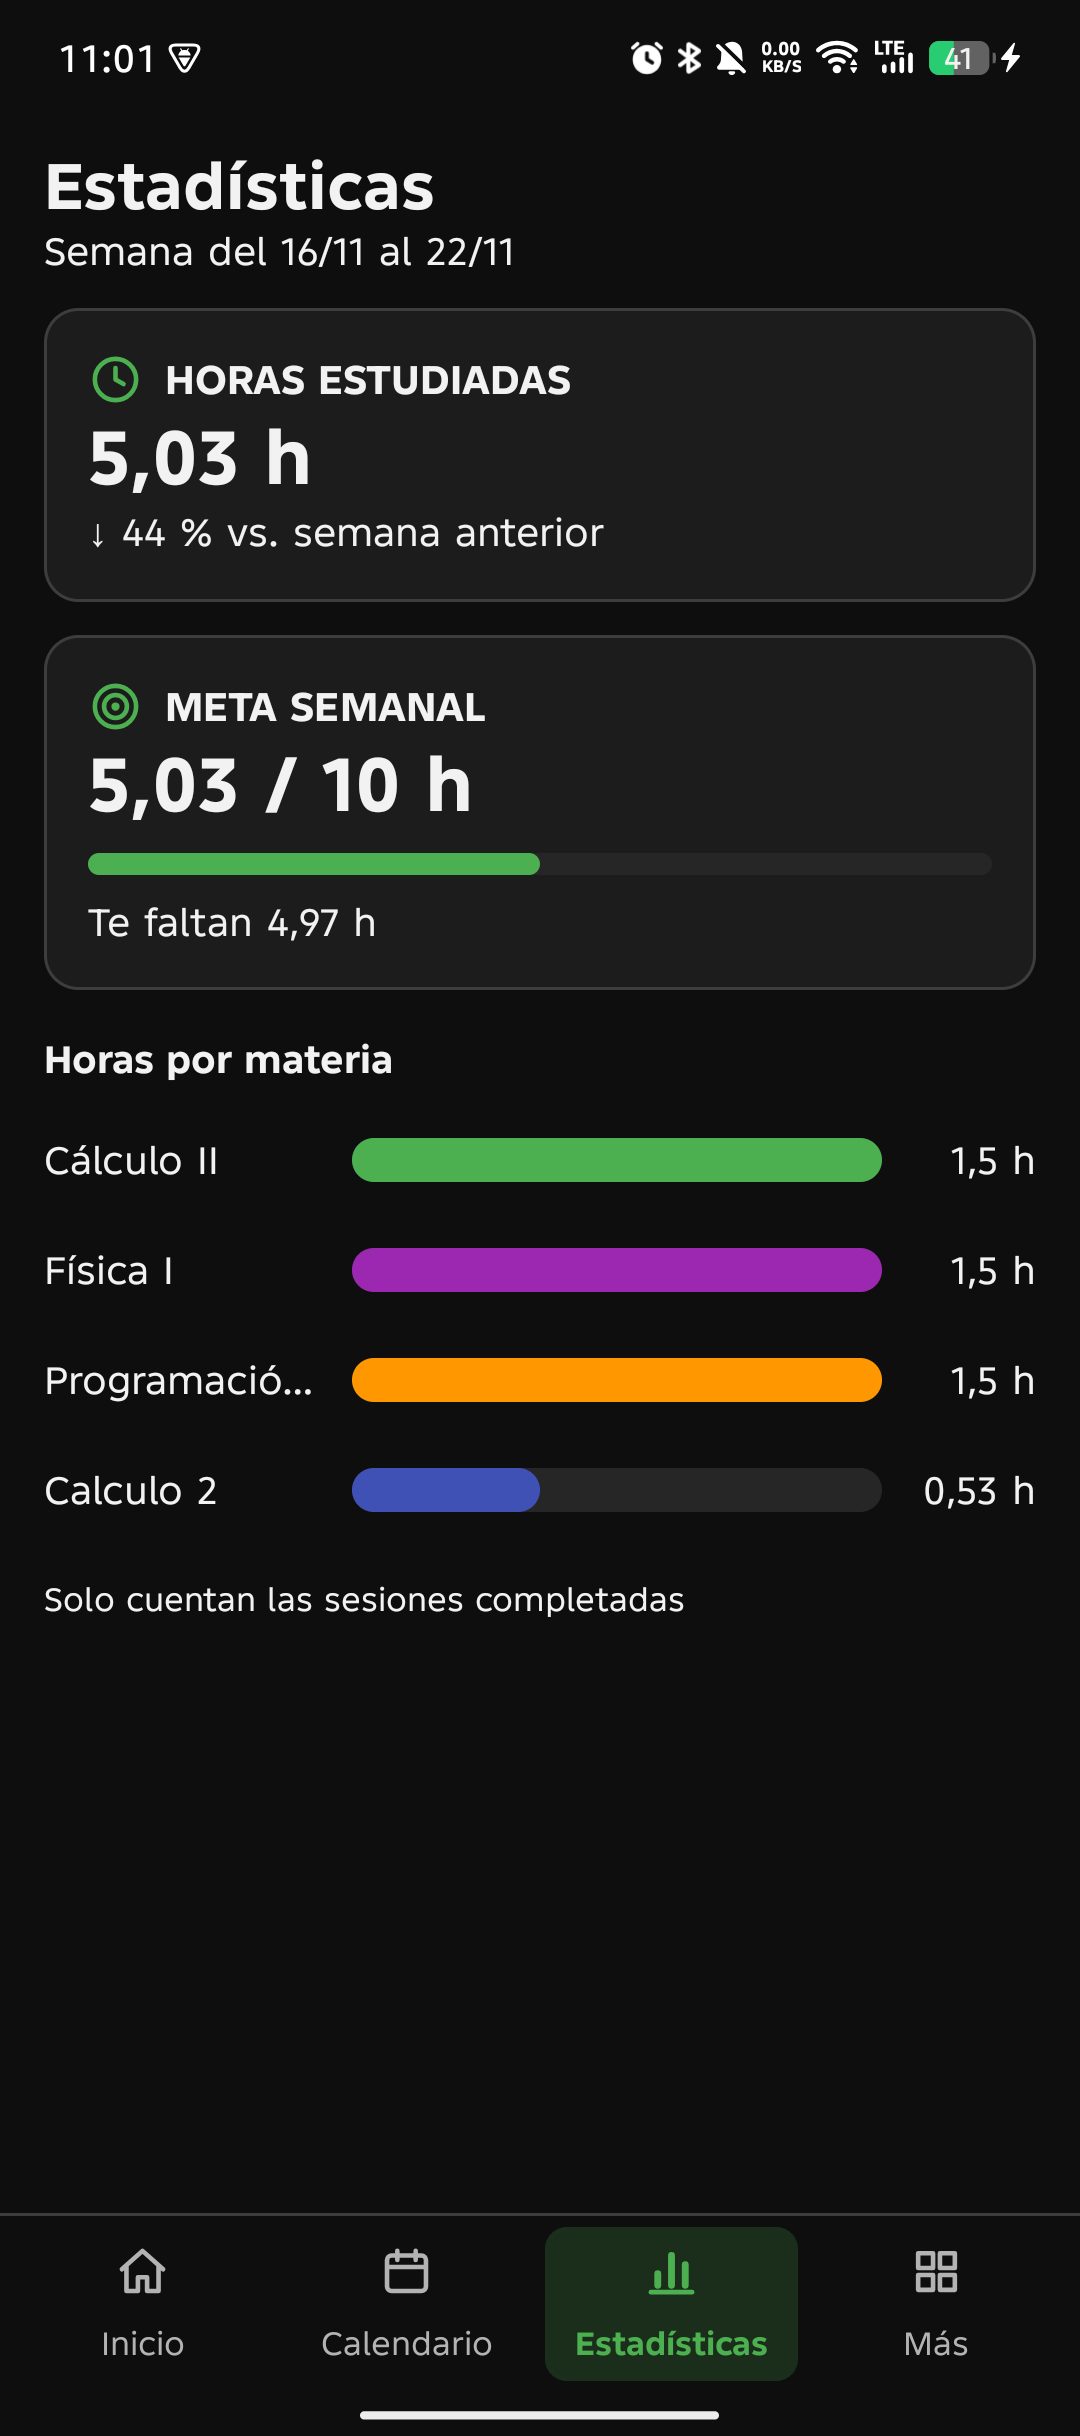 11:01
0.00
KB/S
LTE
41
Estadísticas
Semana del 16/11 al 22/11
HORAS ESTUDIADAS
5,03 h
↓ 44 % vs. semana anterior
META SEMANAL
5,03 / 10 h
Te faltan 4,97 h
Horas por materia
Cálculo II 1,5 h
Física I 1,5 h
Programació... 1,5 h
Calculo 2 0,53 h
Solo cuentan las sesiones completadas
Inicio Calendario Estadísticas Más